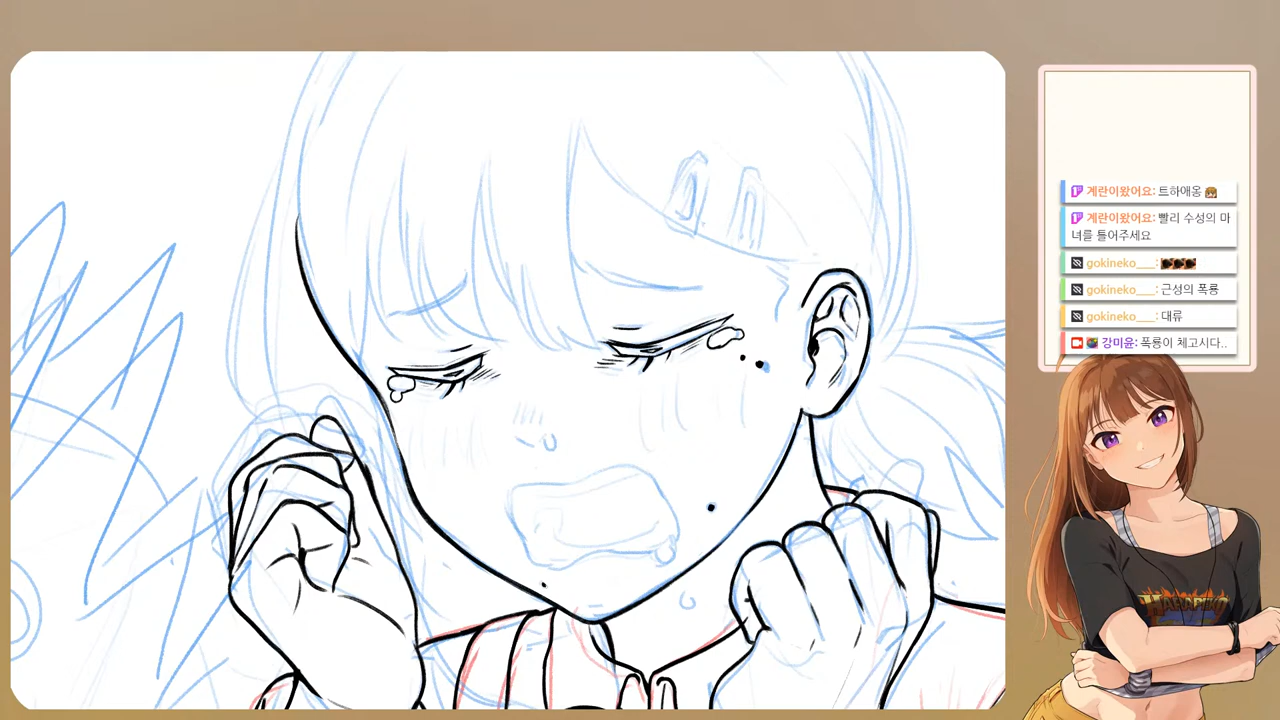 계란이왔어요: 트하애옹
계란이왔어요: 빨리 수성의 마
녀를 틀어주세요
gokineko___:
gokineko___: 근성의 폭룡
gokineko___: 대류
강미윤: 폭룡이 체고시다..
HARAPEKO